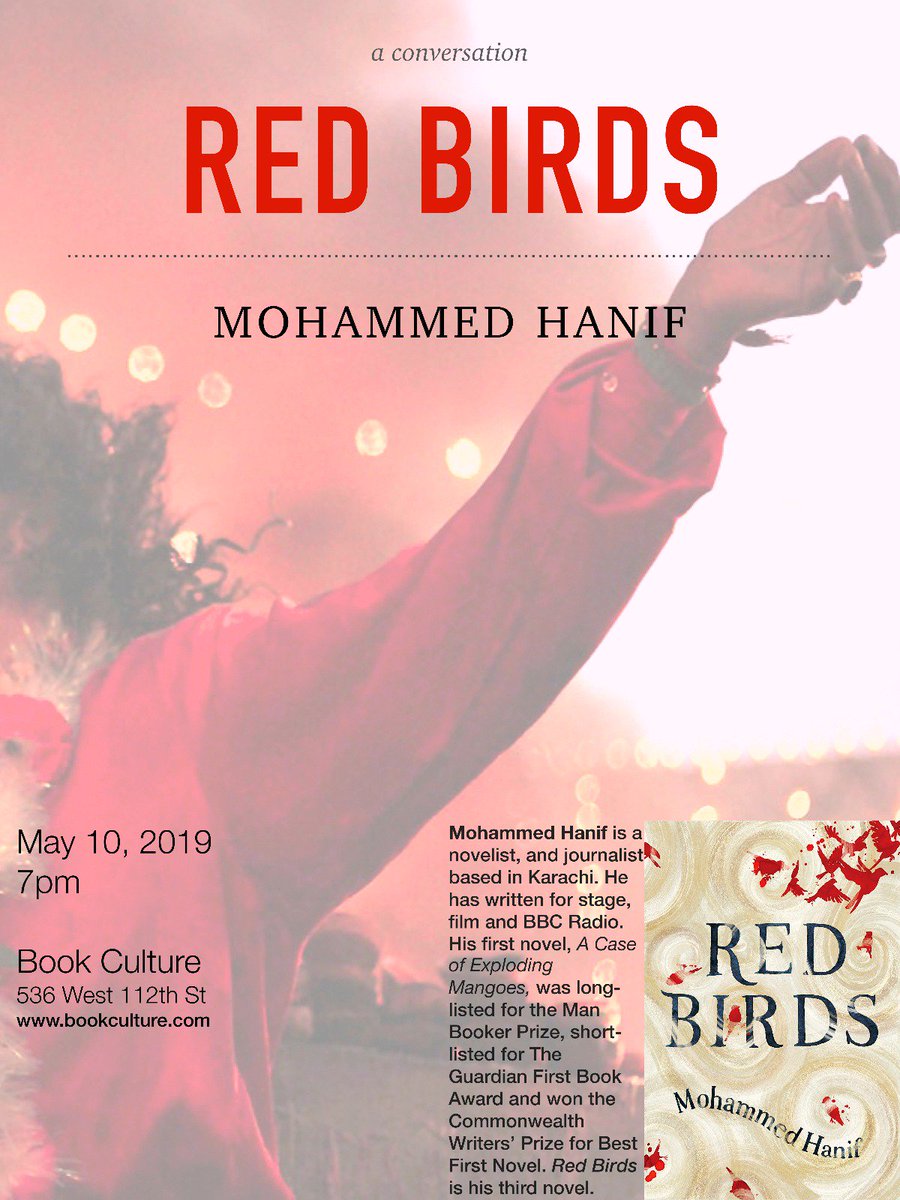 a conversation
RED BIRDS
MOHAMMED HANIF
May 10, 2019
7pm
Book Culture
536 West 112th St
www.bookculture.com
Mohammed Hanif is a
novelist, and journalist
based in Karachi. He
has written for stage,
film and BBC Radio.
His first novel, A Case
of Exploding
Mangoes, was long-
listed for the Man
Booker Prize, short-
listed for The
Guardian First Book
Award and won the
Commonwealth
Writers’ Prize for Best
First Novel. Red Birds
is his third novel.
RED
BIRDS
Mohammed Hanif